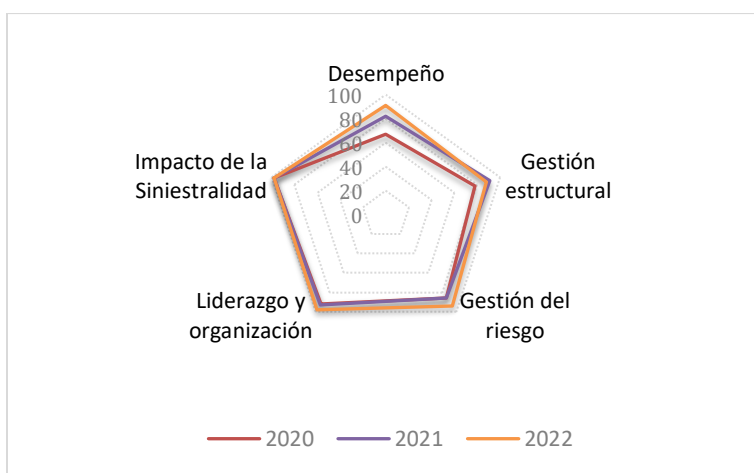 Desempeño
100
80
60
40
20
0
Impacto de la
Siniestralidad
Gestión
estructural
Liderazgo y
organización
Gestión del
riesgo
2020
2021
2022